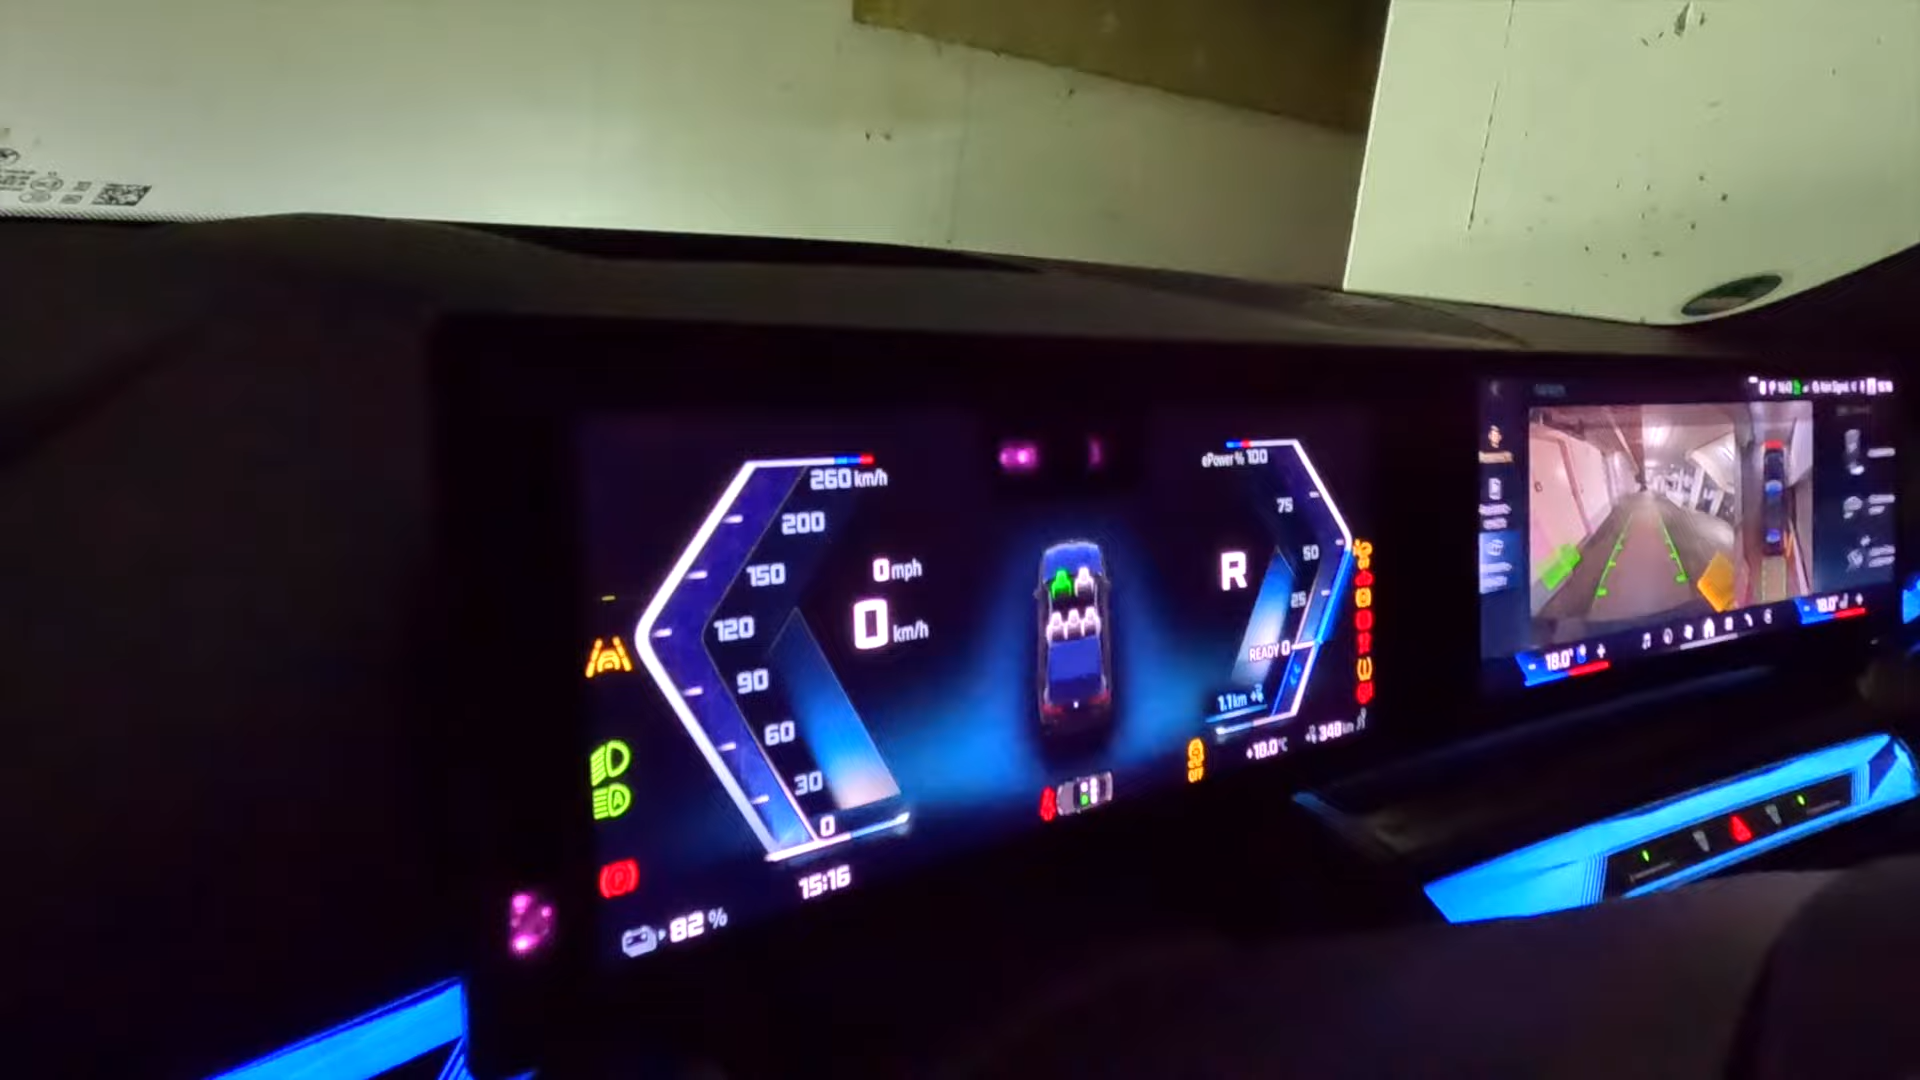 260 km/h
200
150
120
90
60
30
0
0 mph
0 km/h
15:16
82 %
ePower % 100
75
50
25
READY 0
R
1.1 km
OFF
+10.0°C
340 km
- 18.0° +
- 18.0 +